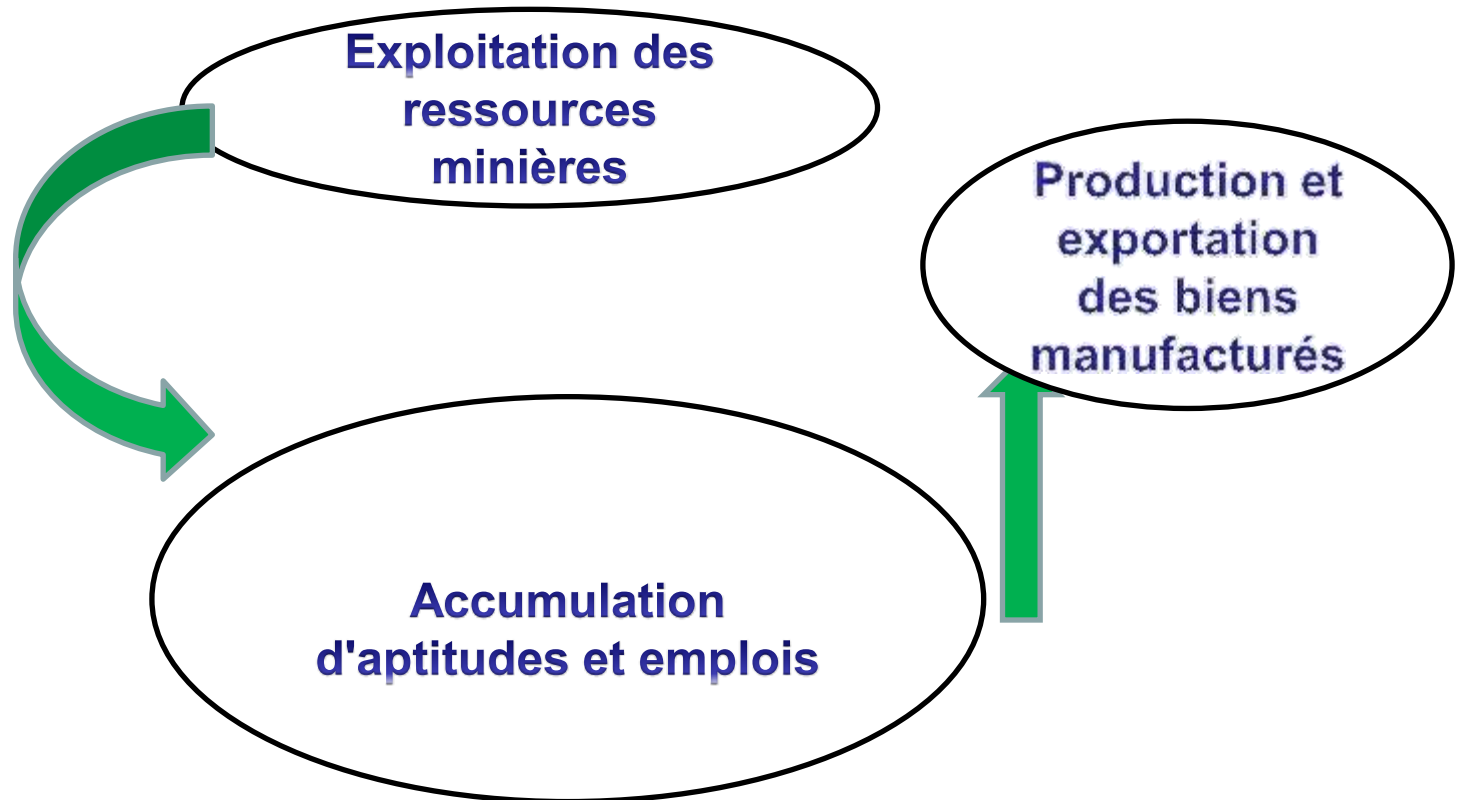 Exploitation des
ressources
minières
Production et
exportation
des biens
manufacturés
Accumulation
d'aptitudes et emplois